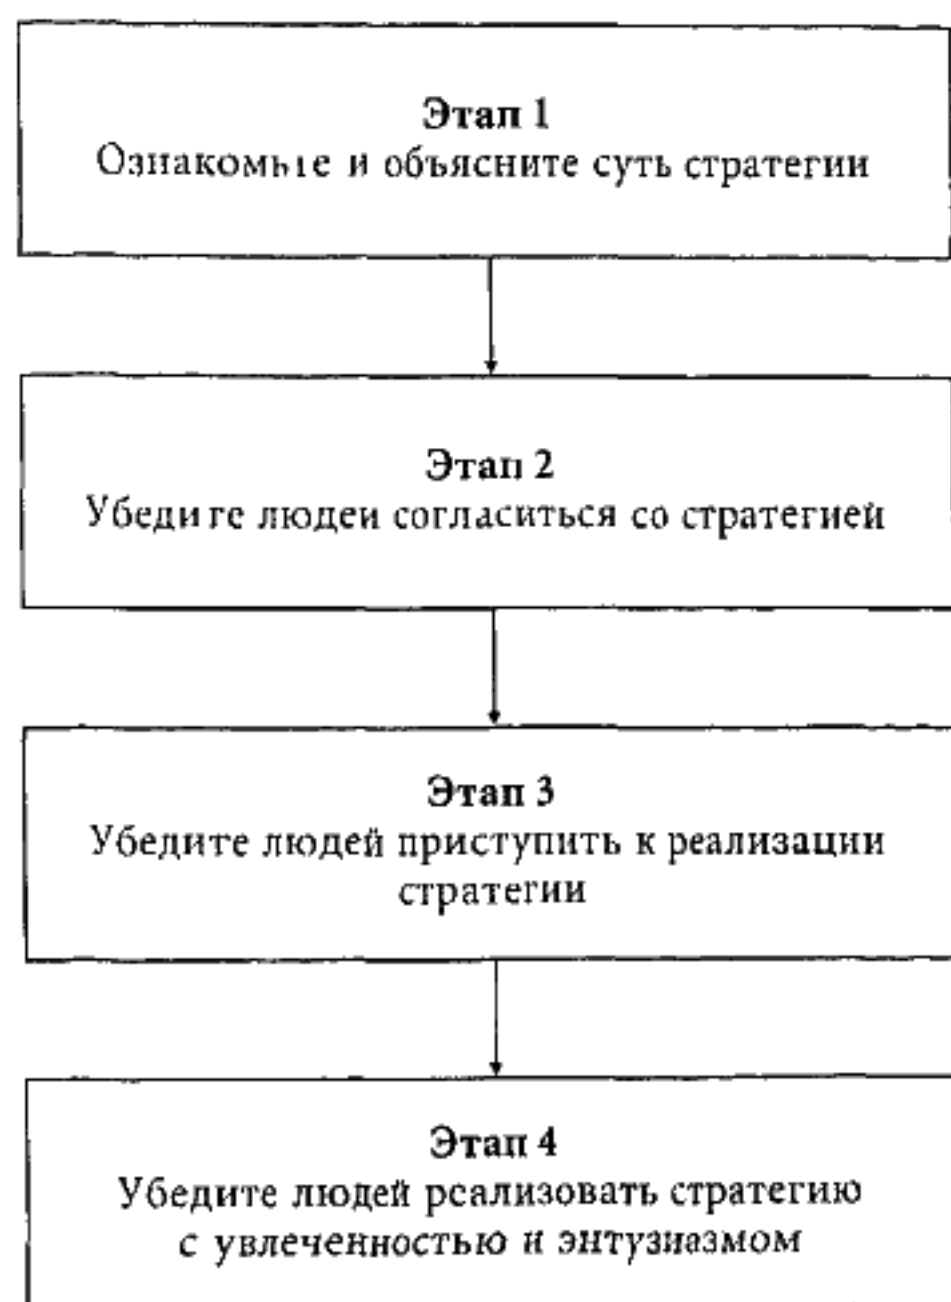 Этап 1
Ознакомьте и объясните суть стратегии
Этап 2
Убедите людей согласиться со стратегией
Этап 3
Убедите людей приступить к реализации
стратегии
Этап 4
Убедите людей реализовать стратегию
с увлеченностью и энтузиазмом